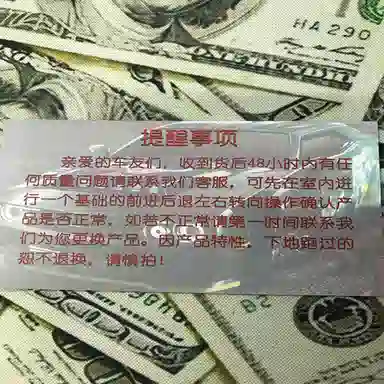 HA 290
提醒事项
亲爱的车友们，收到货后48小时内有任
何质量问题请联系我们客服，可先在室内进
行一个基础的前进后退左右转向操作确认产
品是否正常，如若不正常请第一时间联系我
们为您更换产品。因产品特性，下地跑过的
恕不退换，请慎拍！